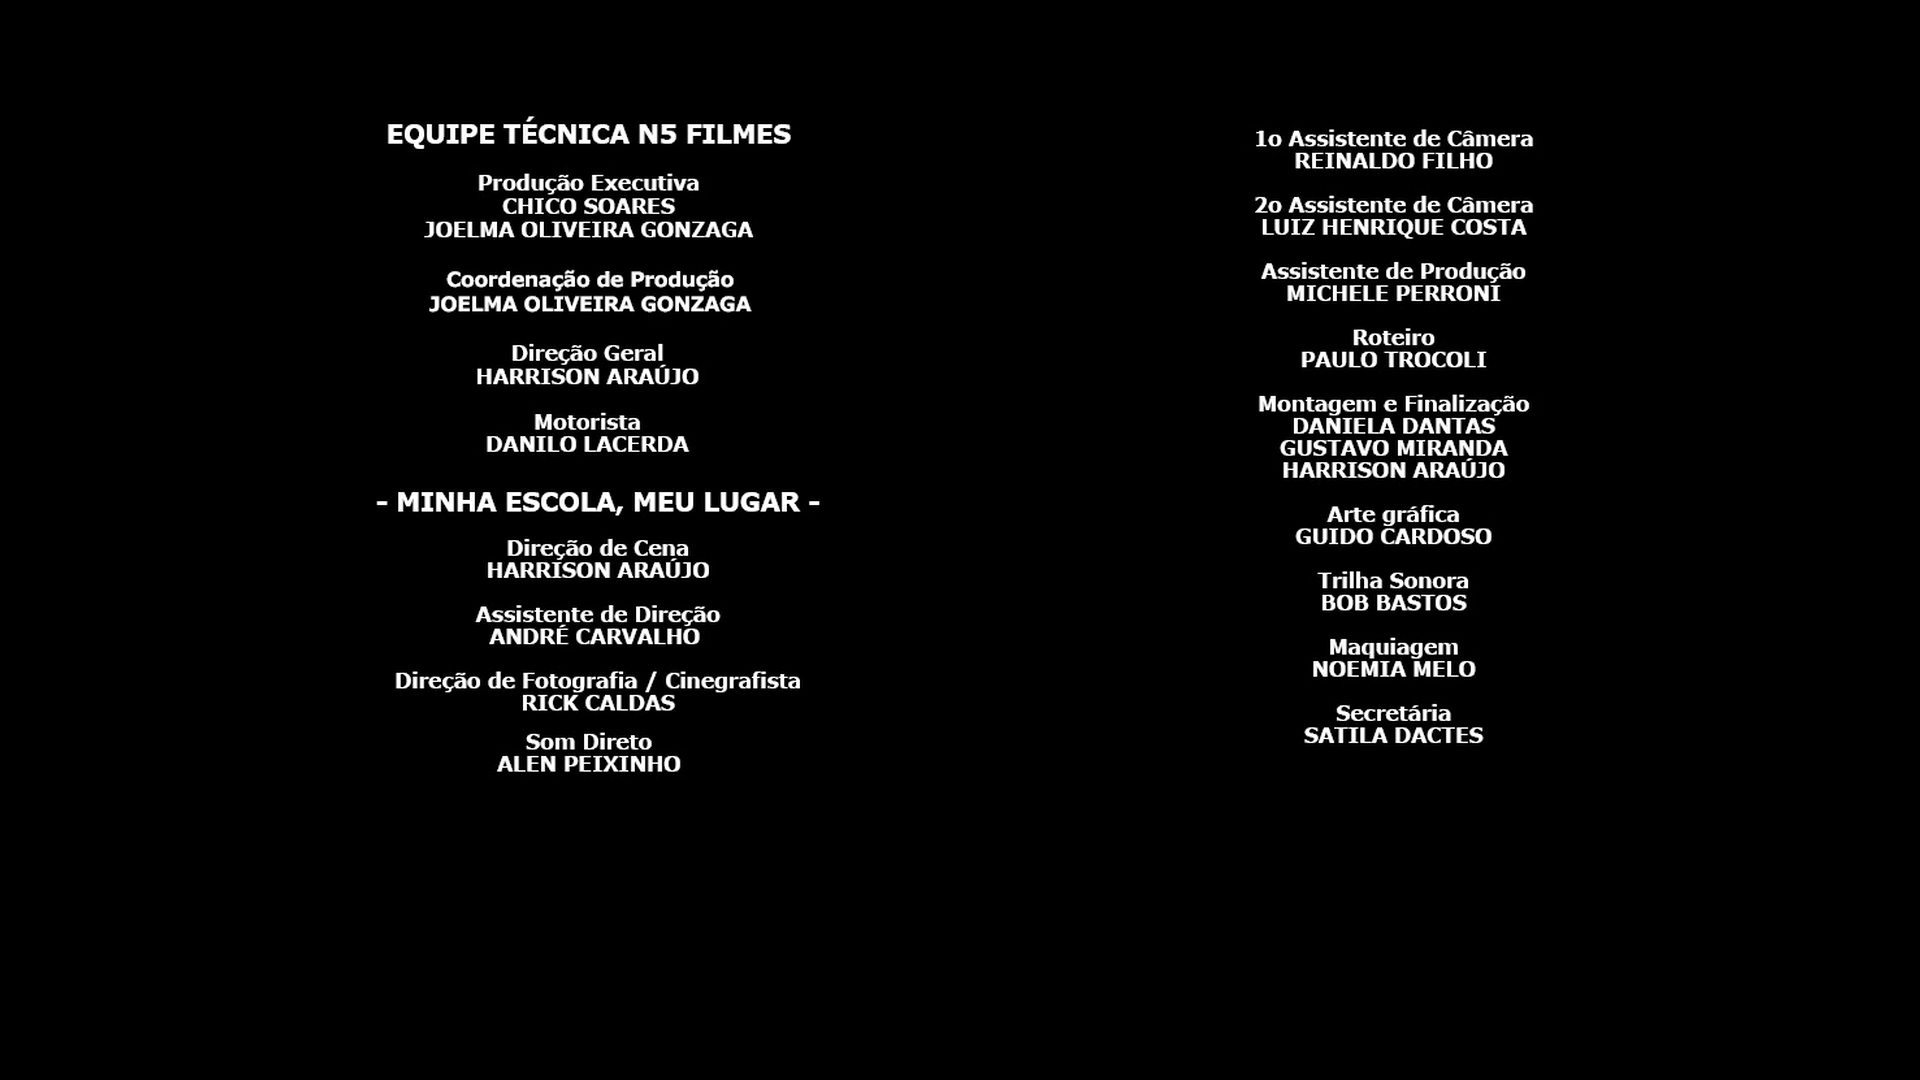 EQUIPE TÉCNICA N5 FILMES
Produção Executiva
CHICO SOARES
JOELMA OLIVEIRA GONZAGA
Coordenação de Produção
JOELMA OLIVEIRA GONZAGA
Direção Geral
HARRISON ARAÚJO
Motorista
DANILO LACERDA
- MINHA ESCOLA, MEU LUGAR -
Direção de Cena
HARRISON ARAÚJO
Assistente de Direção
ANDRÉ CARVALHO
Direção de Fotografia / Cinegrafista
RICK CALDAS
Som Direto
ALEN PEIXINHO
1o Assistente de Câmera
REINALDO FILHO
2o Assistente de Câmera
LUIZ HENRIQUE COSTA
Assistente de Produção
MICHELE PERRONI
Roteiro
PAULO TROCOLI
Montagem e Finalização
DANIELA DANTAS
GUSTAVO MIRANDA
HARRISON ARAÚJO
Arte gráfica
GUIDO CARDOSO
Trilha Sonora
BOB BASTOS
Maquiagem
NOEMIA MELO
Secretária
SATILA DACTES